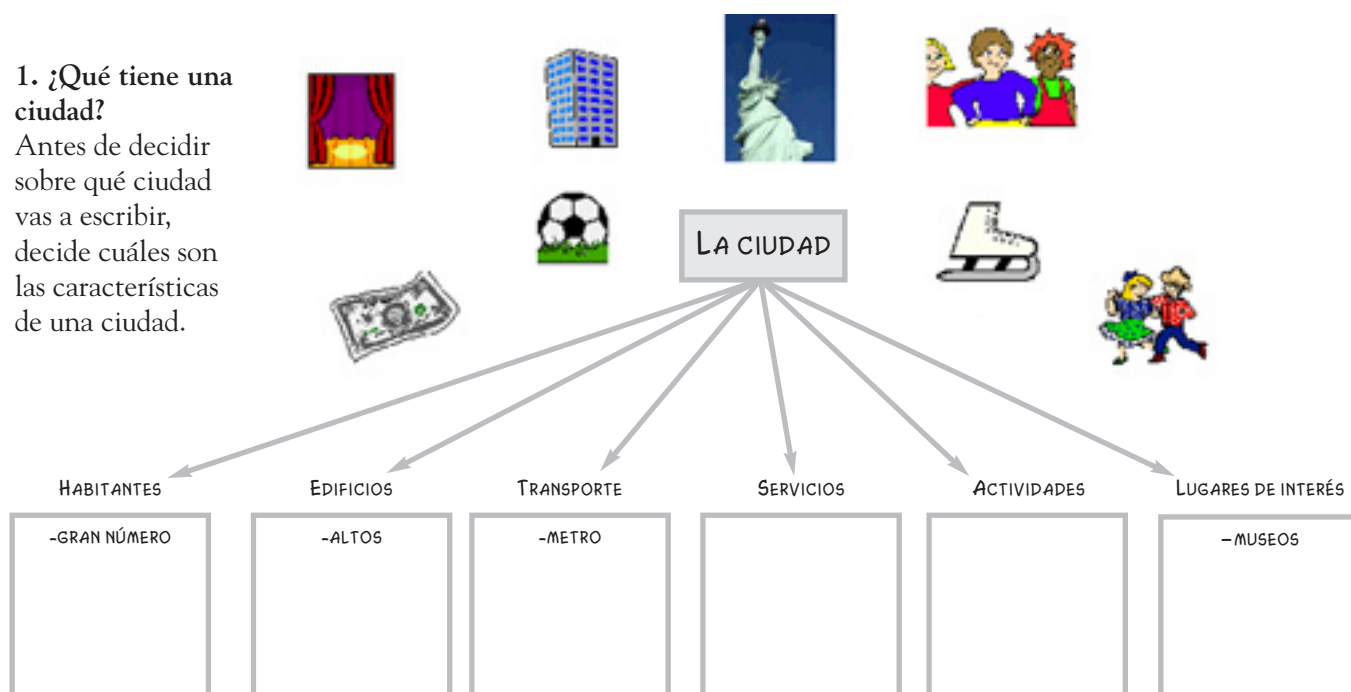 1. ¿Qué tiene una
ciudad?
Antes de decidir
sobre qué ciudad
vas a escribir,
decide cuáles son
las características
de una ciudad.
LA CIUDAD
HABITANTES
EDIFICIOS
TRANSPORTE
SERVICIOS
ACTIVIDADES
LUGARES DE INTERÉS
-GRAN NÚMERO
-ALTOS
-METRO
-MUSEOS